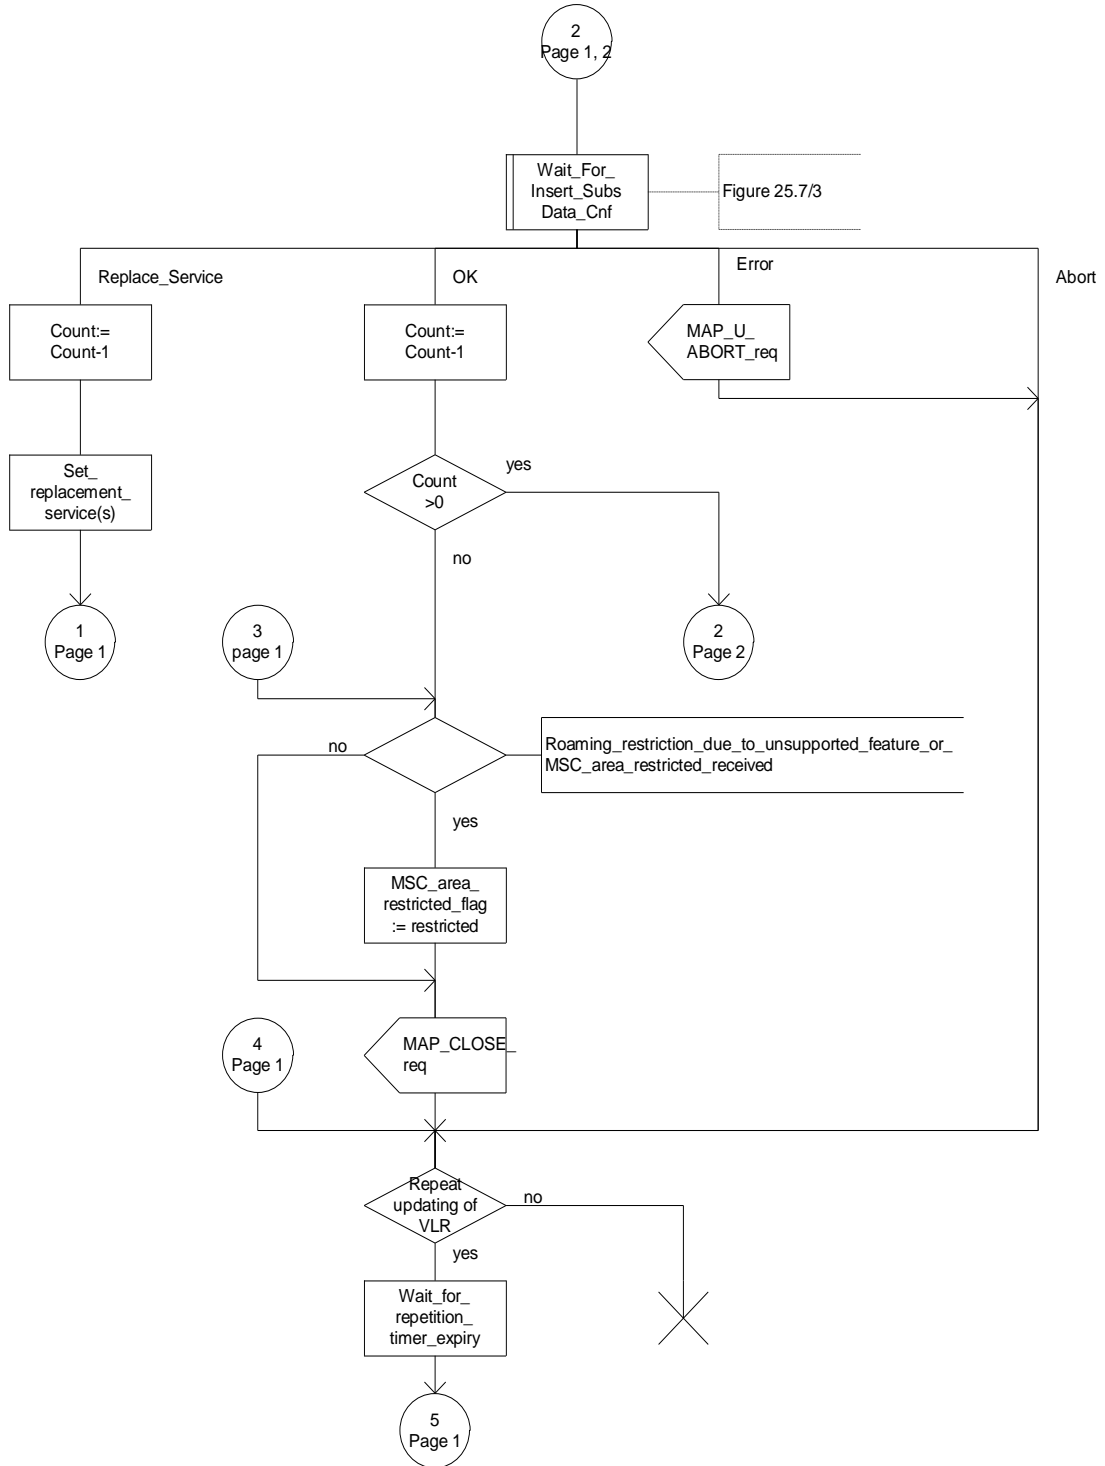 2
Page 1, 2
Wait_For_
Insert_Subs
Data_Cnf
Figure 25.7/3
Replace_Service
OK
Error
Abort
Count:=
Count-1
Count:=
Count-1
MAP_U_
ABORT_req
Set_
replacement_
service(s)
Count
>0
yes
no
1
Page 1
3
page 1
2
Page 2
no
Roaming_restriction_due_to_unsupported_feature_or_
MSC_area_restricted_received
yes
MSC_area_
restricted_flag
:= restricted
4
Page 1
MAP_CLOSE_
req
Repeat
updating of
VLR
no
yes
Wait_for_
repetition_
timer_expiry
5
Page 1